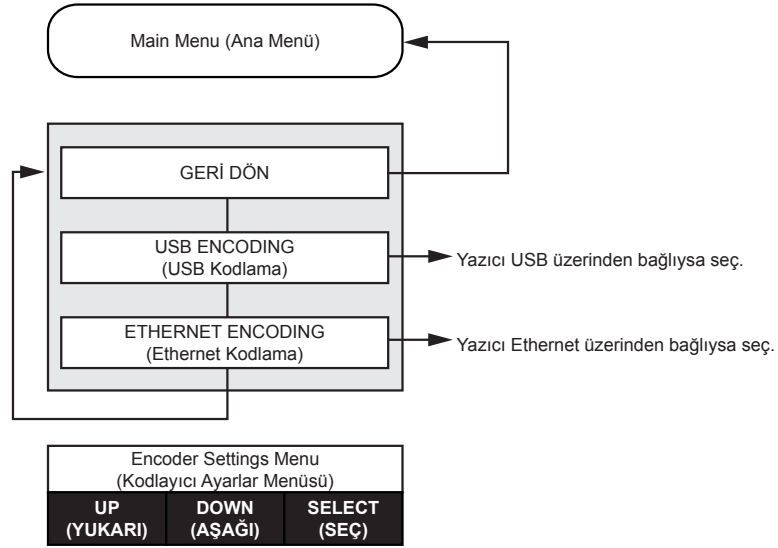 Main Menu (Ana Menü)
GERİ DÖN
USB ENCODING
(USB Kodlama)
Yazıcı USB üzerinden bağlıysa seç.
ETHERNET ENCODING
(Ethernet Kodlama)
Yazıcı Ethernet üzerinden bağlıysa seç.
Encoder Settings Menu
(Kodlayıcı Ayarlar Menüsü)
UP DOWN SELECT
(YUKARI) (AŞAĞI) (SEÇ)